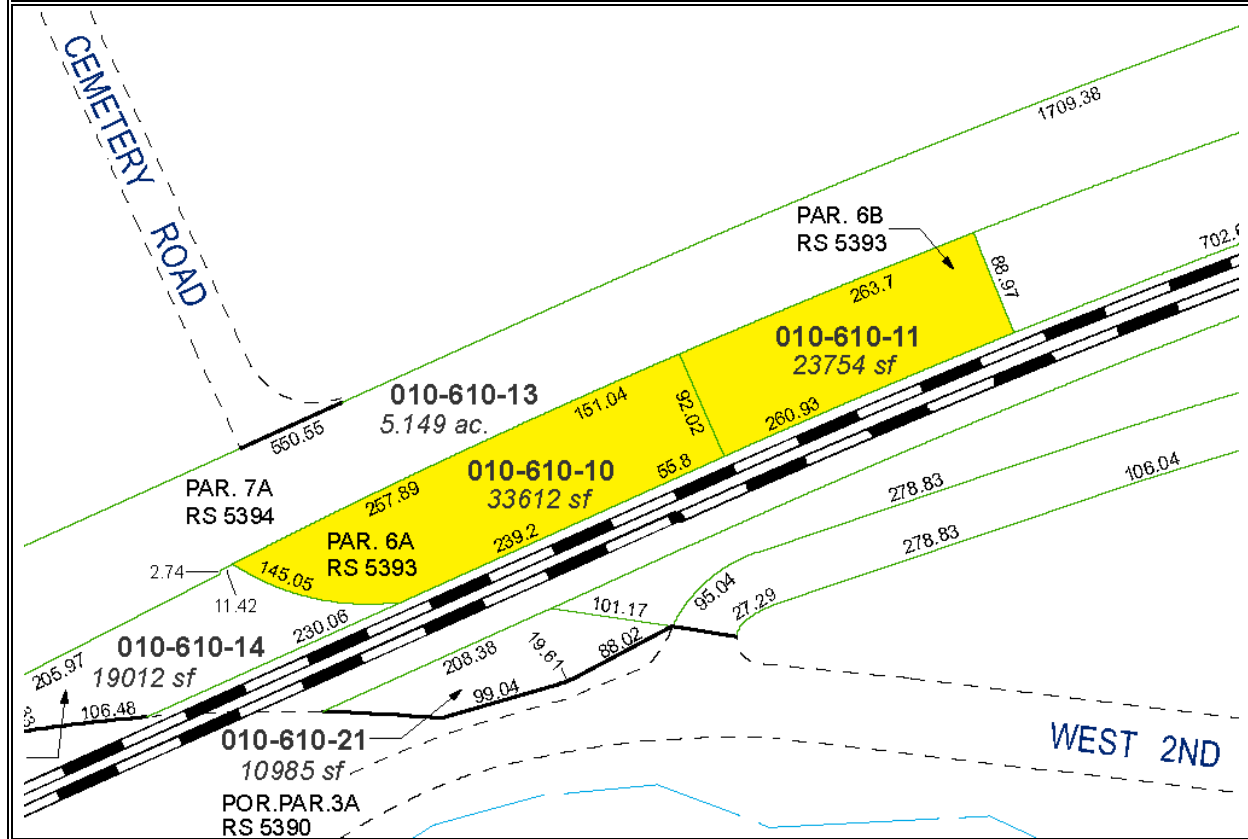 CEMETERY ROAD
1709.38
PAR. 6B
RS 5393
702.6
88.97
263.7
010-610-11
23754 sf
010-610-13
5.149 ac.
151.04
92.02
260.93
550.55
010-610-10
33612 sf
55.8
PAR. 7A
RS 5394
257.89
239.2
PAR. 6A
RS 5393
278.83
106.04
278.83
2.74
145.05
11.42
95.04
27.29
101.17
230.06
010-610-14
19012 sf
205.97
208.38
19.61
88.02
99.04
106.48
010-610-21
10985 sf
POR.PAR.3A
RS 5390
WEST 2ND